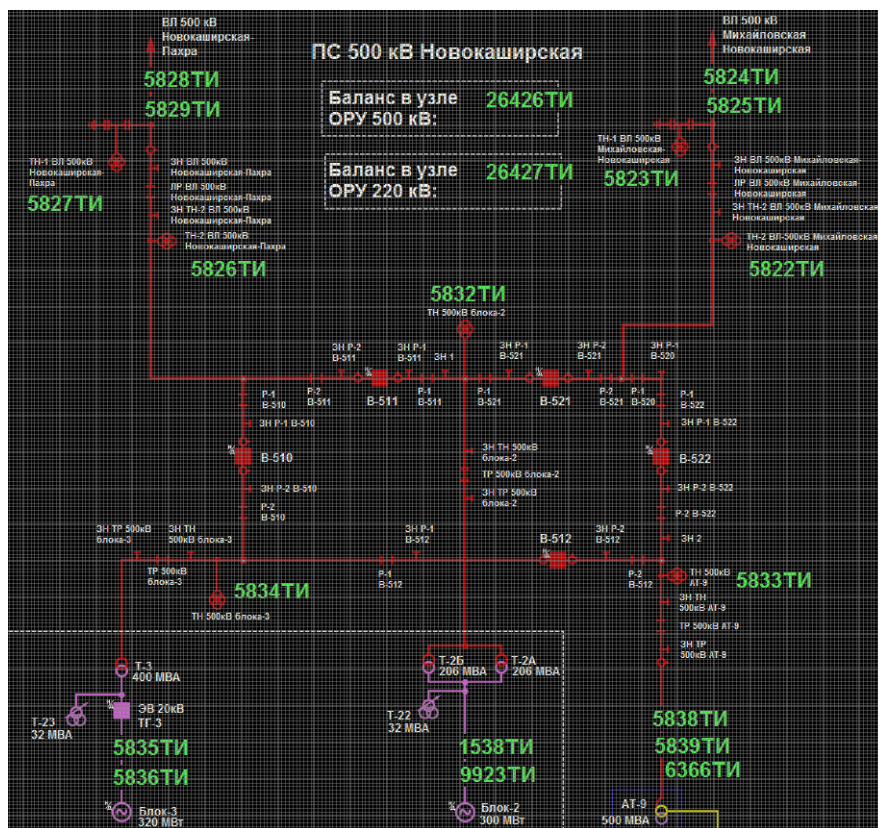 ВЛ 500 кВ
Новокаширская-
Пахра
ВЛ 500 кВ
Михайловская
Новокаширская
ПС 500 кВ Новокаширская
5828ТИ
5829ТИ
5824ТИ
5825ТИ
Баланс в узле
ОРУ 500 кВ:
26426ТИ
Баланс в узле
ОРУ 220 кВ:
26427ТИ
ТН-1 ВЛ 500кВ
Новокаширская-
Пахра
5827ТИ
ЗН ВЛ 500кВ
Новокаширская-Пахра
ЛР ВЛ 500кВ
Новокаширская-Пахра
ЗН ТН-2 ВЛ 500кВ
Новокаширская-Пахра
ТН-2 ВЛ 500кВ
Новокаширская-Пахра
5826ТИ
ТН-1 ВЛ 500кВ
Михайловская-
Новокаширская
5823ТИ
ЗН ВЛ 500кВ Михайловская-
Новокаширская
ЛР ВЛ 500кВ Михайловская-
Новокаширская
ЗН ТН-2 ВЛ 500кВ Михайловская-
Новокаширская
ТН-2 ВЛ-500кВ Михайловская-
Новокаширская
5822ТИ
5832ТИ
ТН 500кВ блока-2
ЗН Р-2
В-511
ЗН Р-1
В-511
ЗН 1
ЗН Р-1
В-521
ЗН Р-2
В-521
ЗН Р-1
В-520
Р-2
В-511
В-511
Р-1
В-511
Р-1
В-521
В-521
Р-2
В-521
Р-1
В-520
Р-1
В-510
ЗН Р-1 В-510
В-510
ЗН Р-2 В-510
Р-2
В-510
ЗН ТН 500кВ
блока-2
ТР 500кВ блока-2
ЗН ТР 500кВ
блока-2
Р-1
В-522
ЗН Р-1 В-522
В-522
ЗН Р-2 В-522
Р-2 В-522
ЗН 2
ЗН ТР 500кВ
блока-3
ЗН ТН
500кВ блока-3
ЗН Р-1
В-512
В-512
ЗН Р-2
В-512
ТР 500кВ
блока-3
Р-1
В-512
Р-2
В-512
5834ТИ
ТН 500кВ блока-3
ТН 500кВ
АТ-9
5833ТИ
ЗН ТН
500кВ АТ-9
ТР 500кВ АТ-9
ЗН ТР
500кВ АТ-9
Т-3
400 МВА
Т-2Б
206 МВА
Т-2А
206 МВА
Т-23
32 МВА
ЭВ 20кВ
ТГ-3
Т-22
32 МВА
5835ТИ
5836ТИ
1538ТИ
9923ТИ
5838ТИ
5839ТИ
6366ТИ
Блок-3
320 МВт
Блок-2
300 МВт
АТ-9
500 МВА